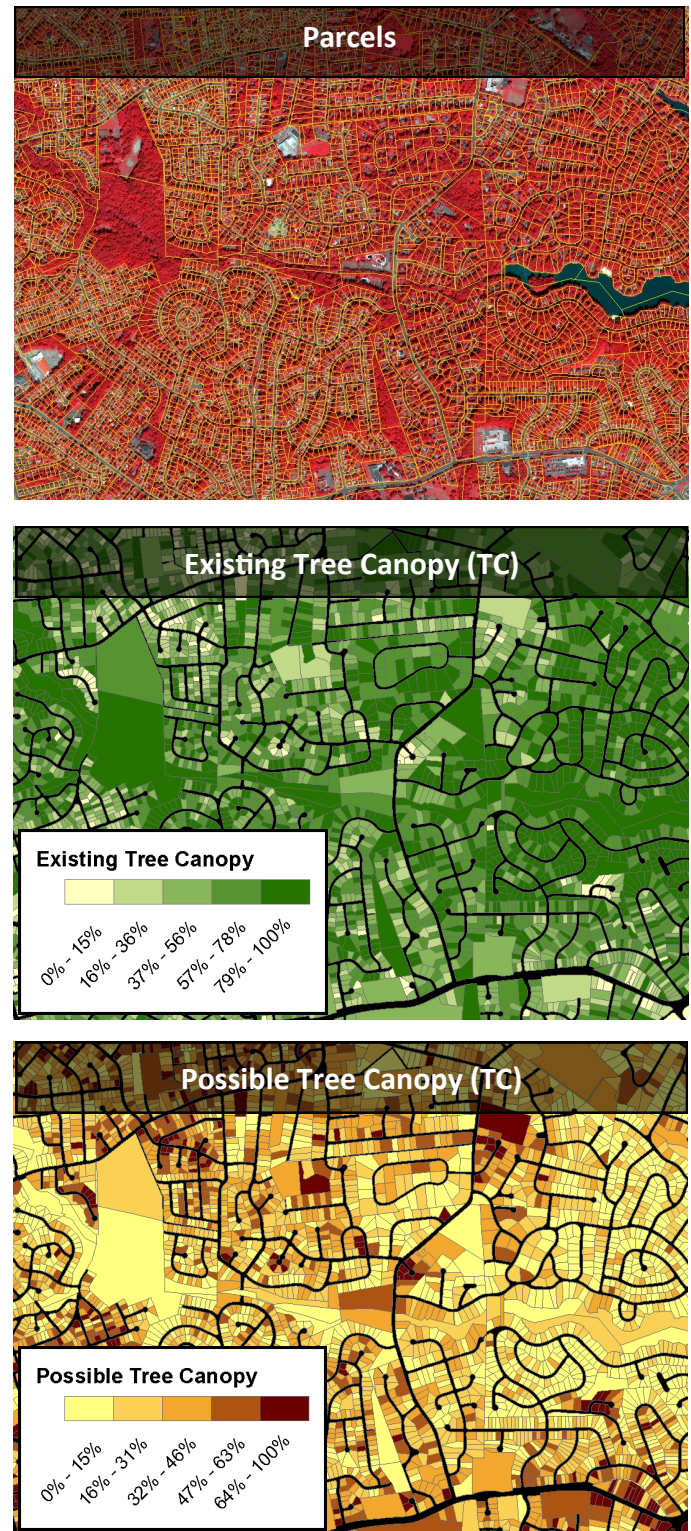 Parcels
Existing Tree Canopy (TC)
Existing Tree Canopy
0% - 15%
16% - 36%
37% - 56%
57% - 78%
79% - 100%
Possible Tree Canopy (TC)
Possible Tree Canopy
0% - 15%
16% - 31%
32% - 46%
47% - 63%
64% - 100%